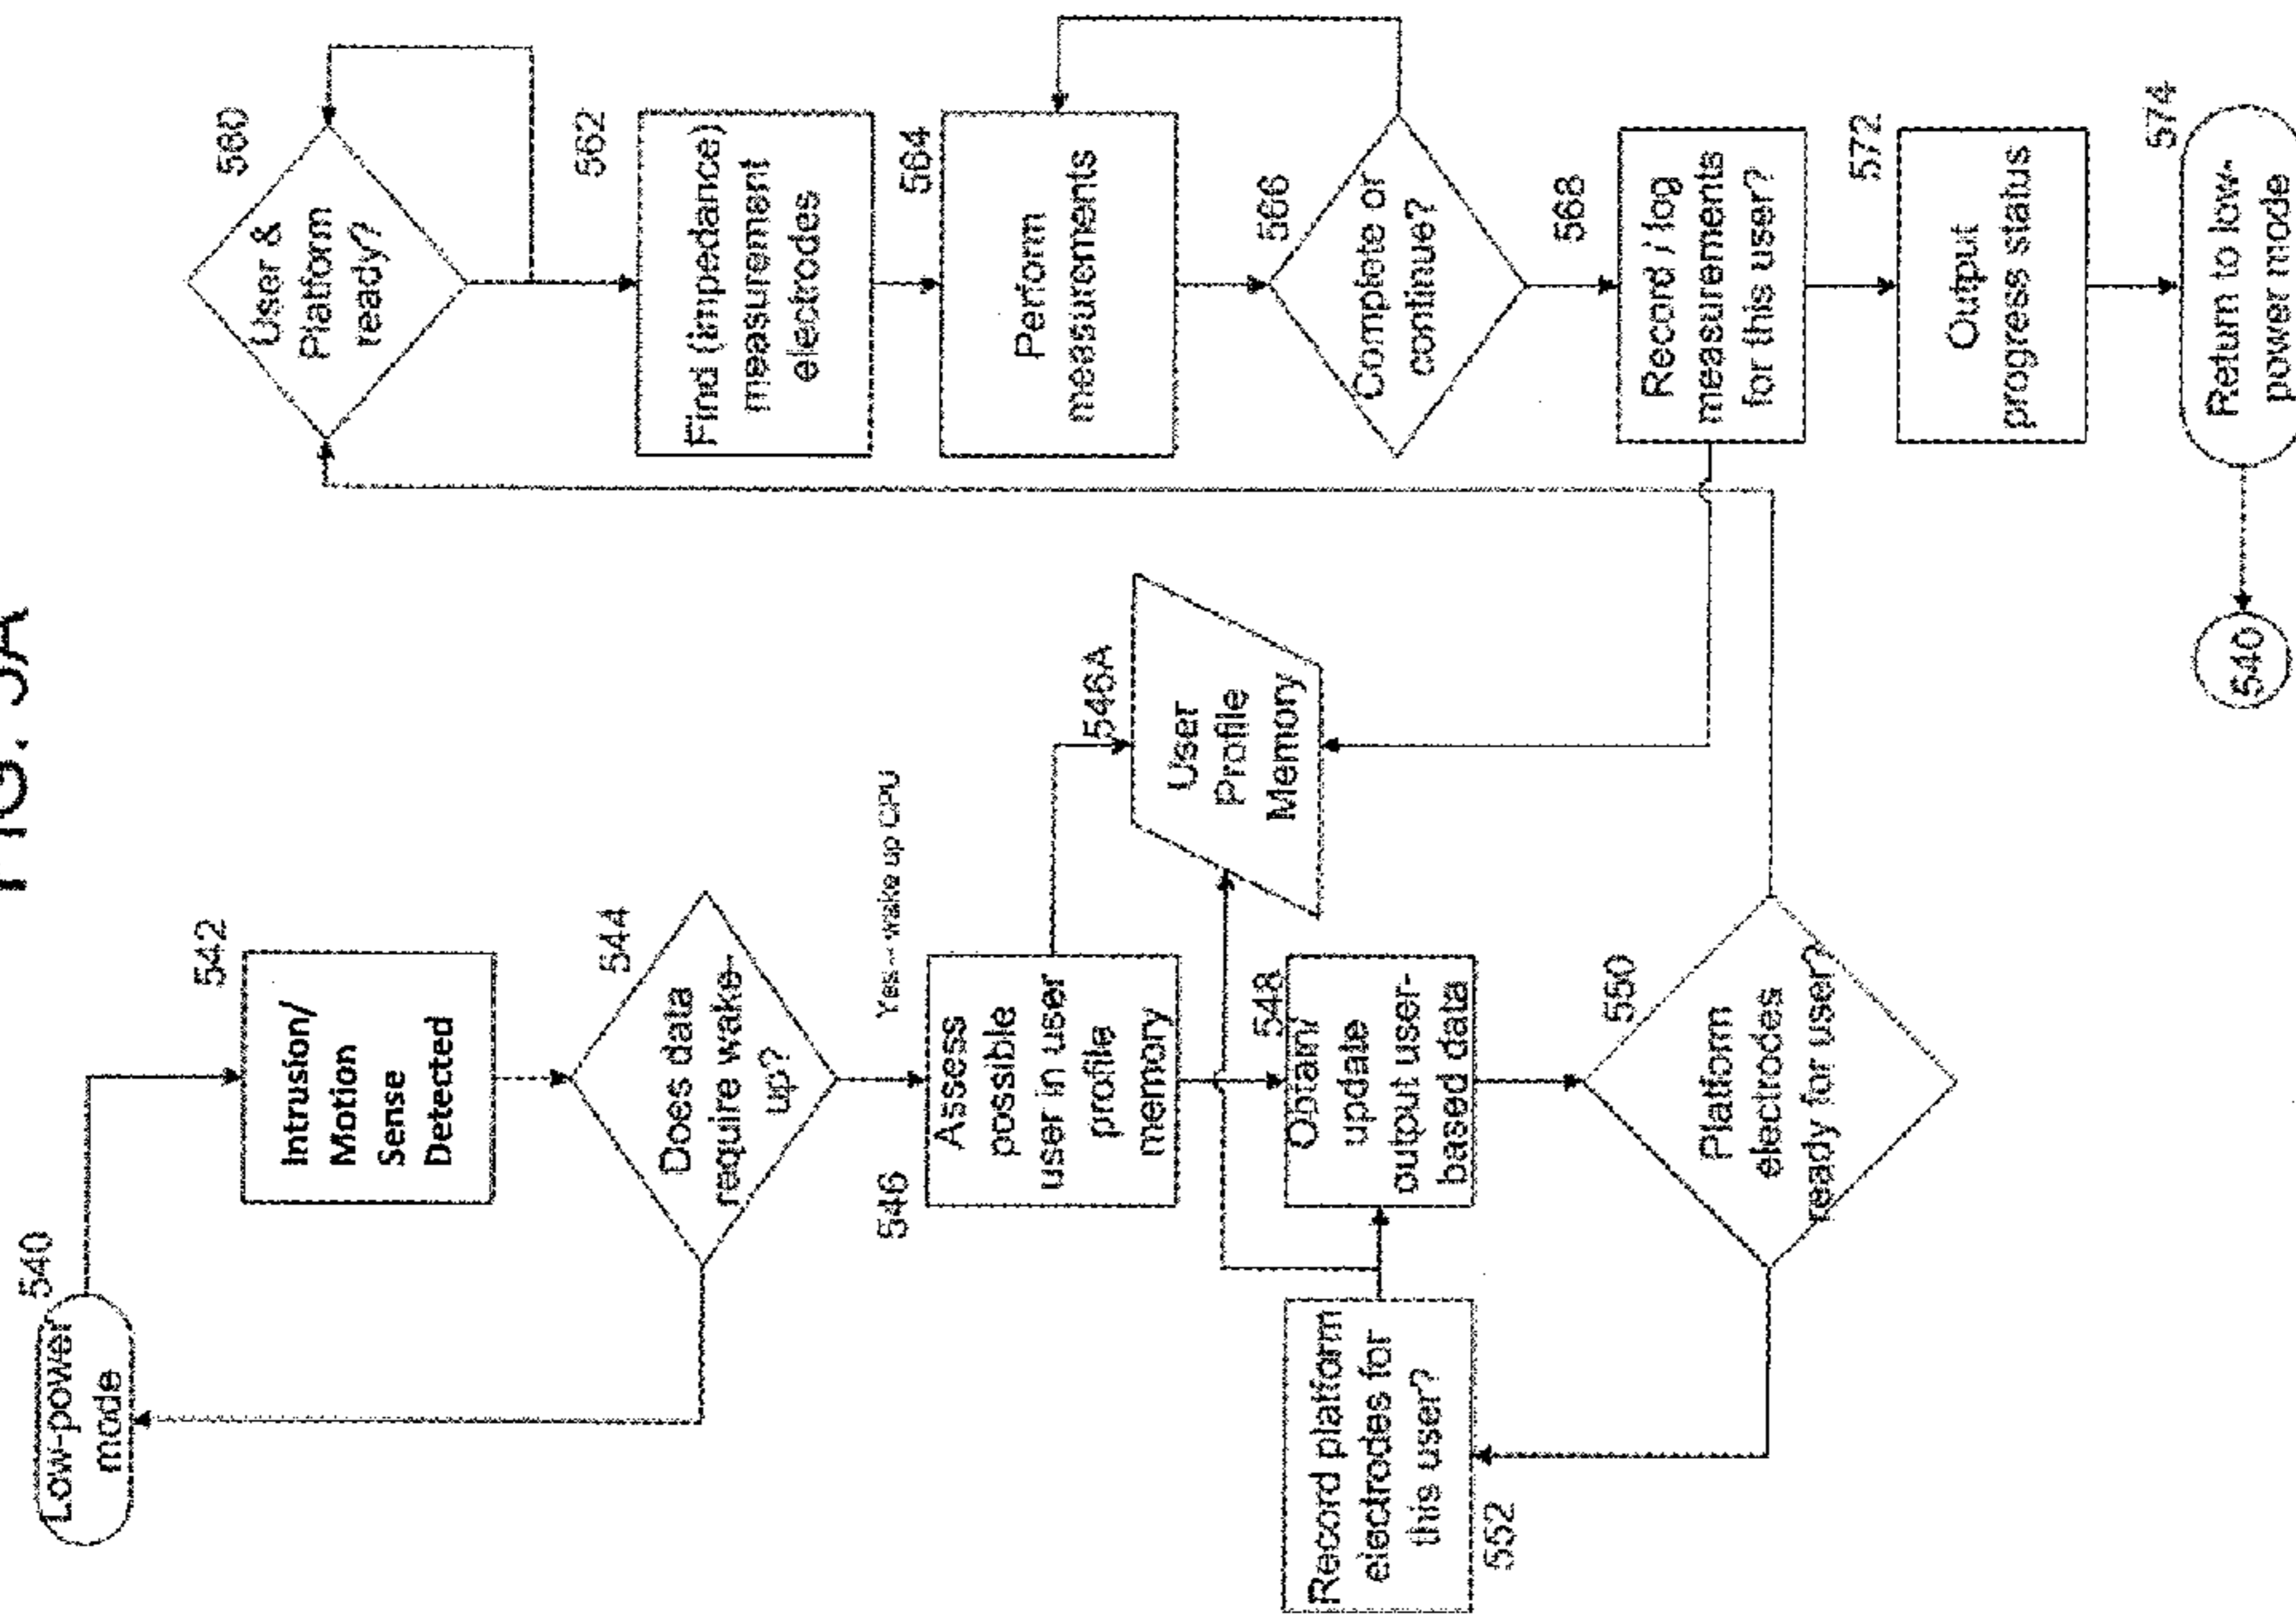 FIG. 5A
540
Low-power
mode
542
Intrusion/
Motion
Sense
Detected
544
Does data
require wake-
up?
Yes – wake up CPU
546
Assess
possible
user in user
profile
memory
546A
User
Profile
Memory
548
Obtain/
update
output user-
based data
550
Platform
electrodes
ready for user?
552
Record platform
electrodes for
this user?
560
User &
Platform
ready?
562
Find (impedance)
measurement
electrodes
564
Perform
measurements
566
Complete or
continue?
568
Record / log
measurements
for this user?
572
Output
progress status
574
Return to low-
power mode
540